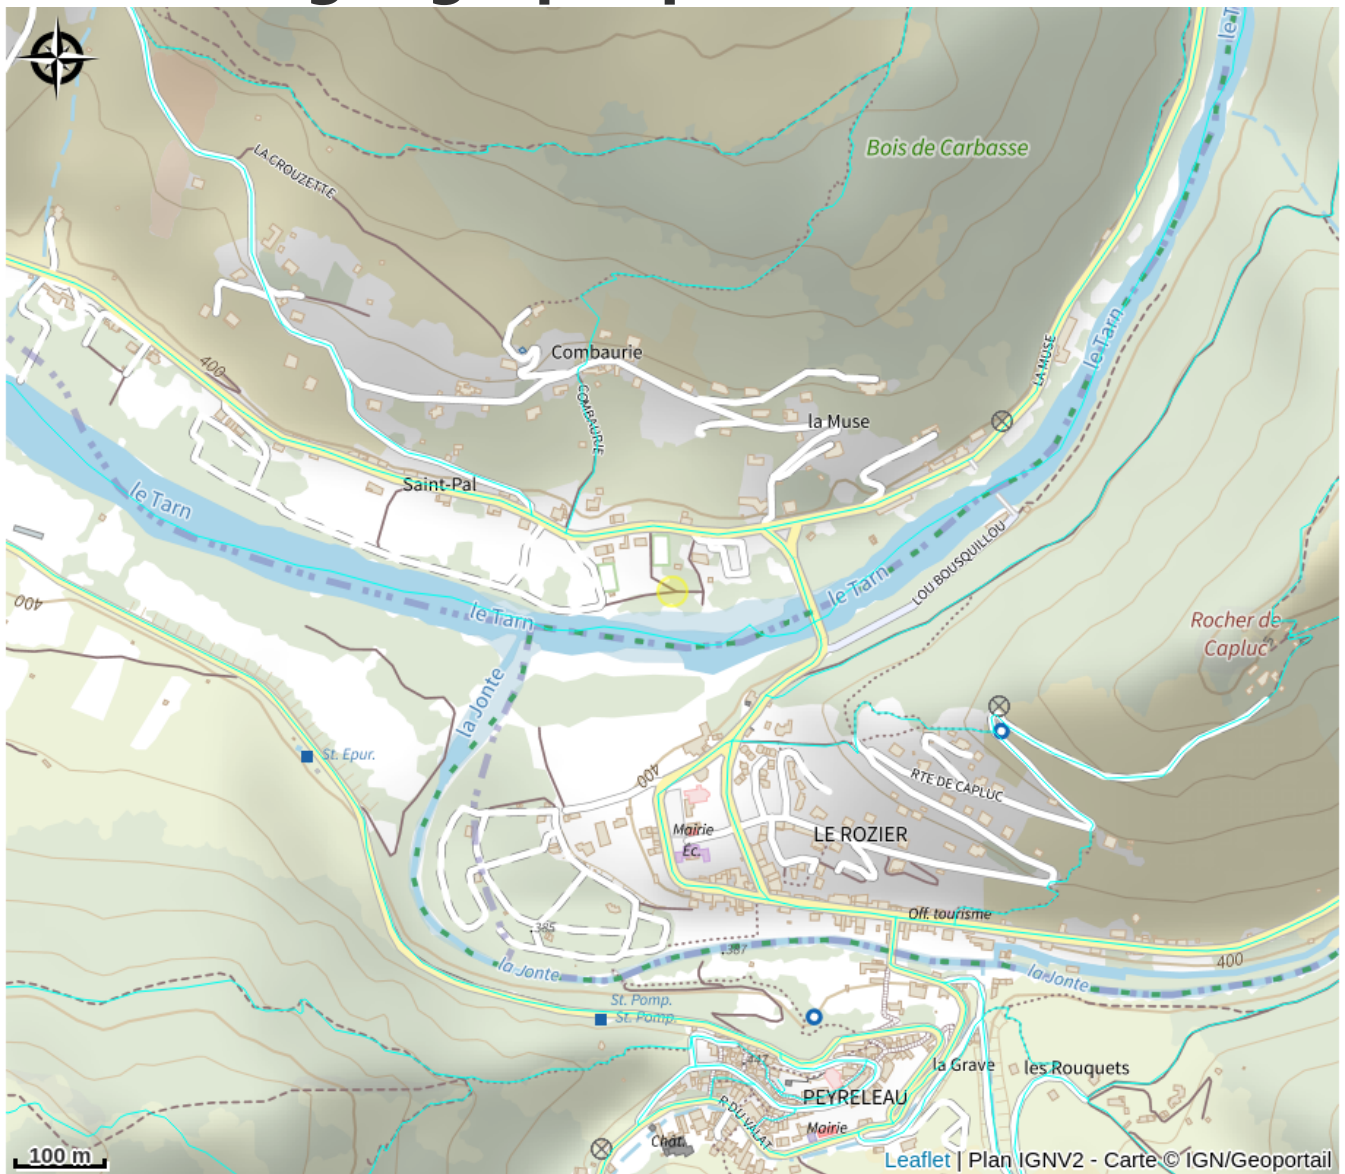 le T
Bois de Carbasse
LA CROUZETTE
le Tarn
LA MUSE
Combaurie
400
COMBAURIE
la Muse
Saint-Pal
le Tarn
LOU BOUSQUILLOU
le Tarn
400
le Tarn
Rocher de
Capluc
la Jonte
St. Epur.
400
RTE DE CAPLUC
Mairie
LE ROZIER
Éc.
Off. tourisme
385
387
400
la Jonte
la Jonte
St. Pomp.
St. Pomp.
447
la Grave
les Rouquets
PEYRELEAU
R DU VALAT
Mairie
Chât.
100 m
Leaflet | Plan IGNV2 - Carte © IGN/Geoportail